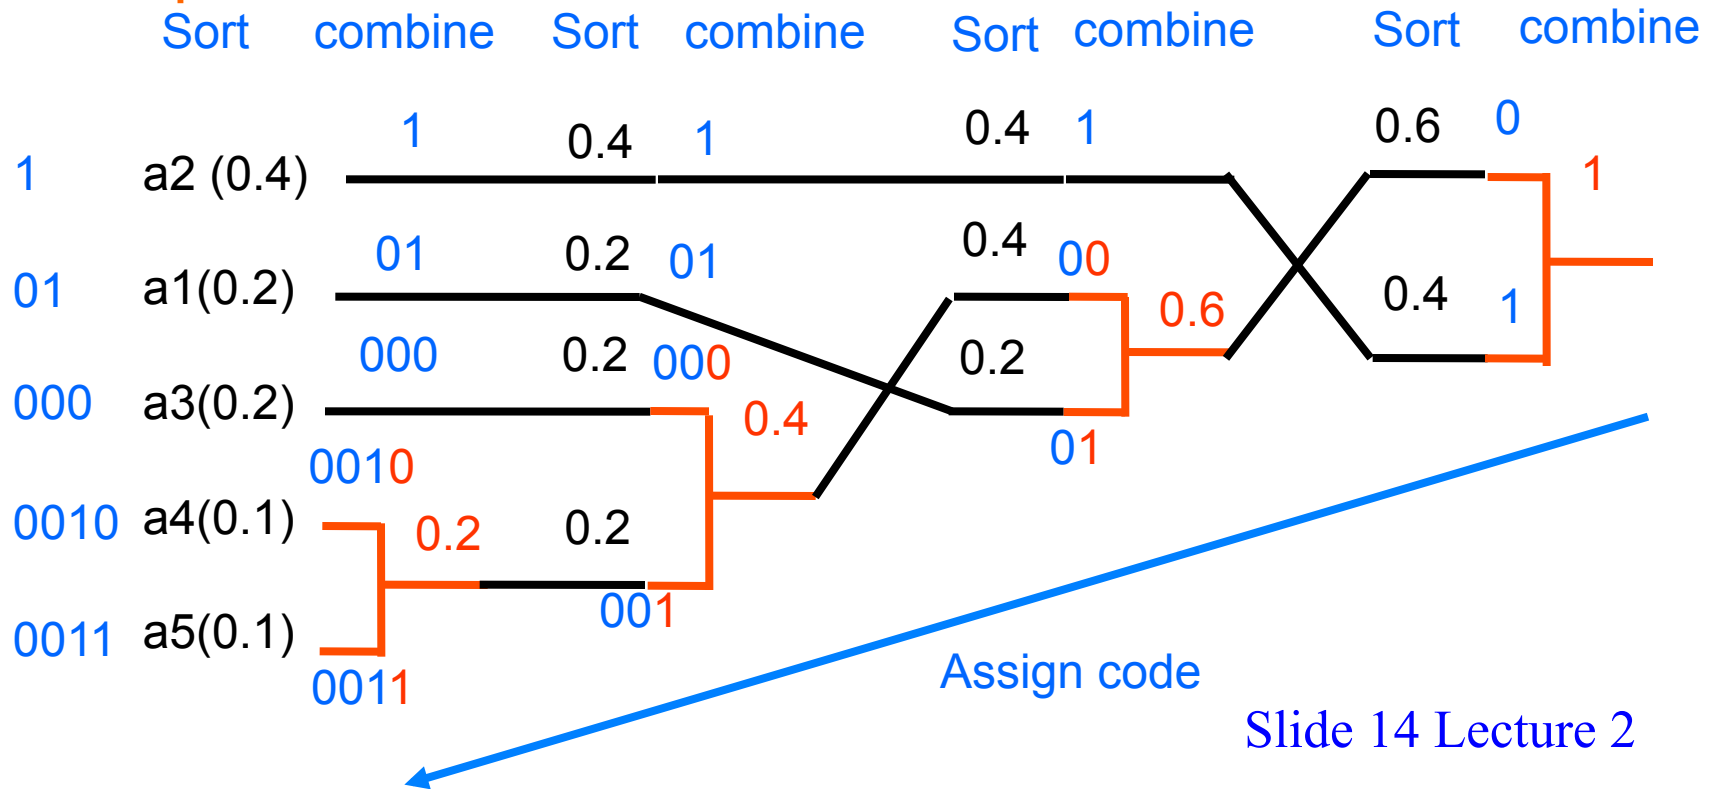 Sort combine Sort combine Sort combine Sort combine
1 0.4 1 0.4 1 0.6 0
1 a2 (0.4) 1
01 0.2 01 0.4 00
01 a1(0.2) 0.6 0.4 1
000 0.2 000 0.2
000 a3(0.2) 0.4
0010 01
0010 a4(0.1) 0.2 0.2
001
0011 a5(0.1)
0011 Assign code
Slide 14 Lecture 2